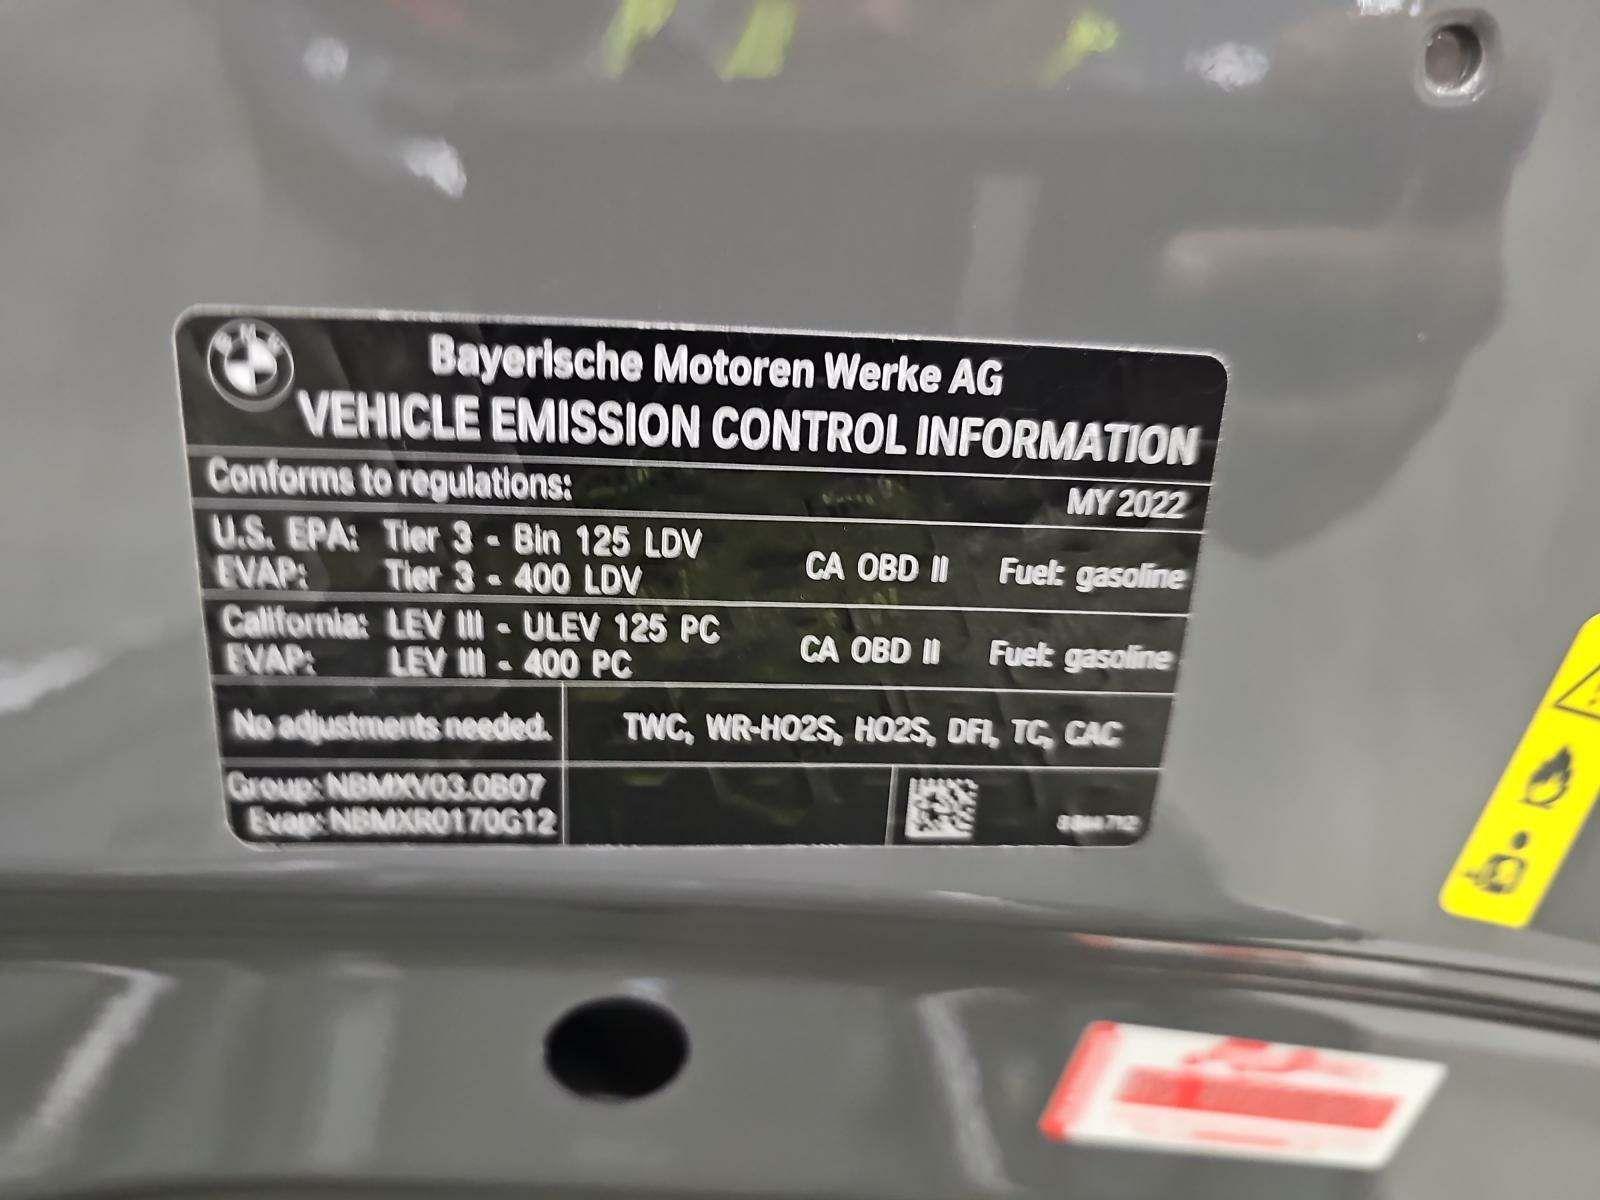 BMW
Bayerische Motoren Werke AG
VEHICLE EMISSION CONTROL INFORMATION
Conforms to regulations: MY 2022
U.S. EPA: Tier 3 - Bin 125 LDV
EVAP: Tier 3 - 400 LDV
CA OBD II Fuel: gasoline
California: LEV III - ULEV 125 PC
EVAP: LEV III - 400 PC
CA OBD II Fuel: gasoline
No adjustments needed. TWC, WR-HO2S, HO2S, DFI, TC, CAC
Group: NBMXV03.0B07
Evap: NBMXR0170G12